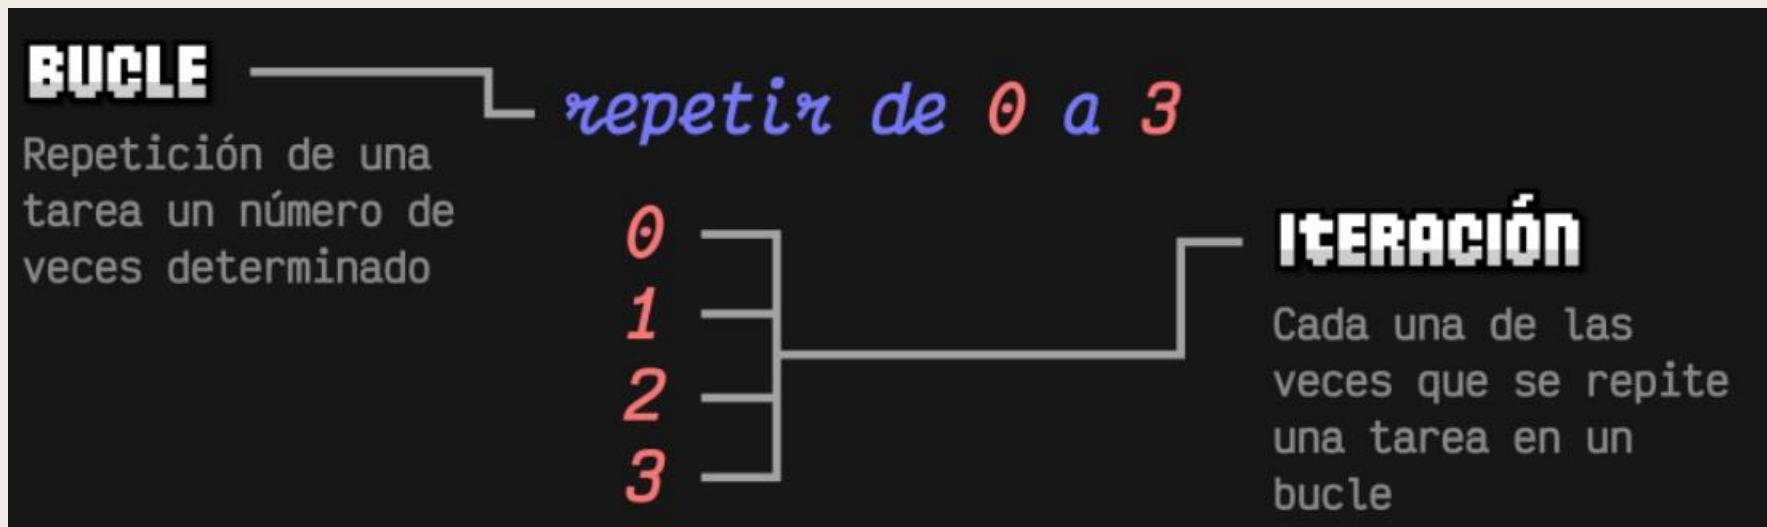 BUCLE
repetir de 0 a 3
Repetición de una
tarea un número de
veces determinado
0
1
2
3
ITERACIÓN
Cada una de las
veces que se repite
una tarea en un
bucle